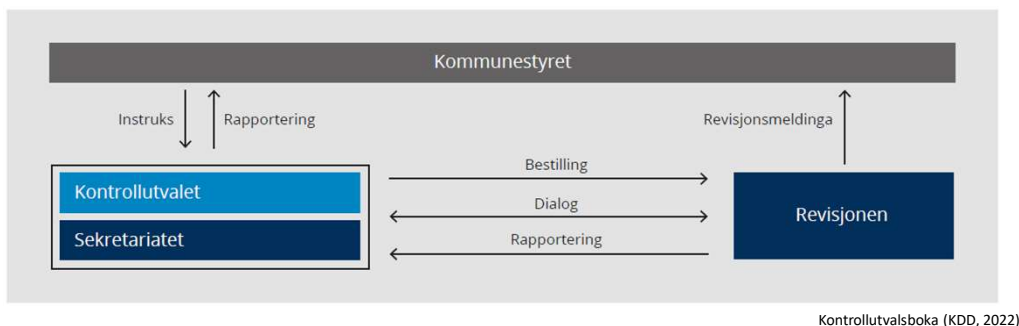 Kommunestyret
Instruks
Rapportering
Revisjonsmeldinga
Bestilling
Kontrollutvalet
Dialog
Revisjonen
Sekretariatet
Rapportering
Kontrollutvalsboka (KDD, 2022)